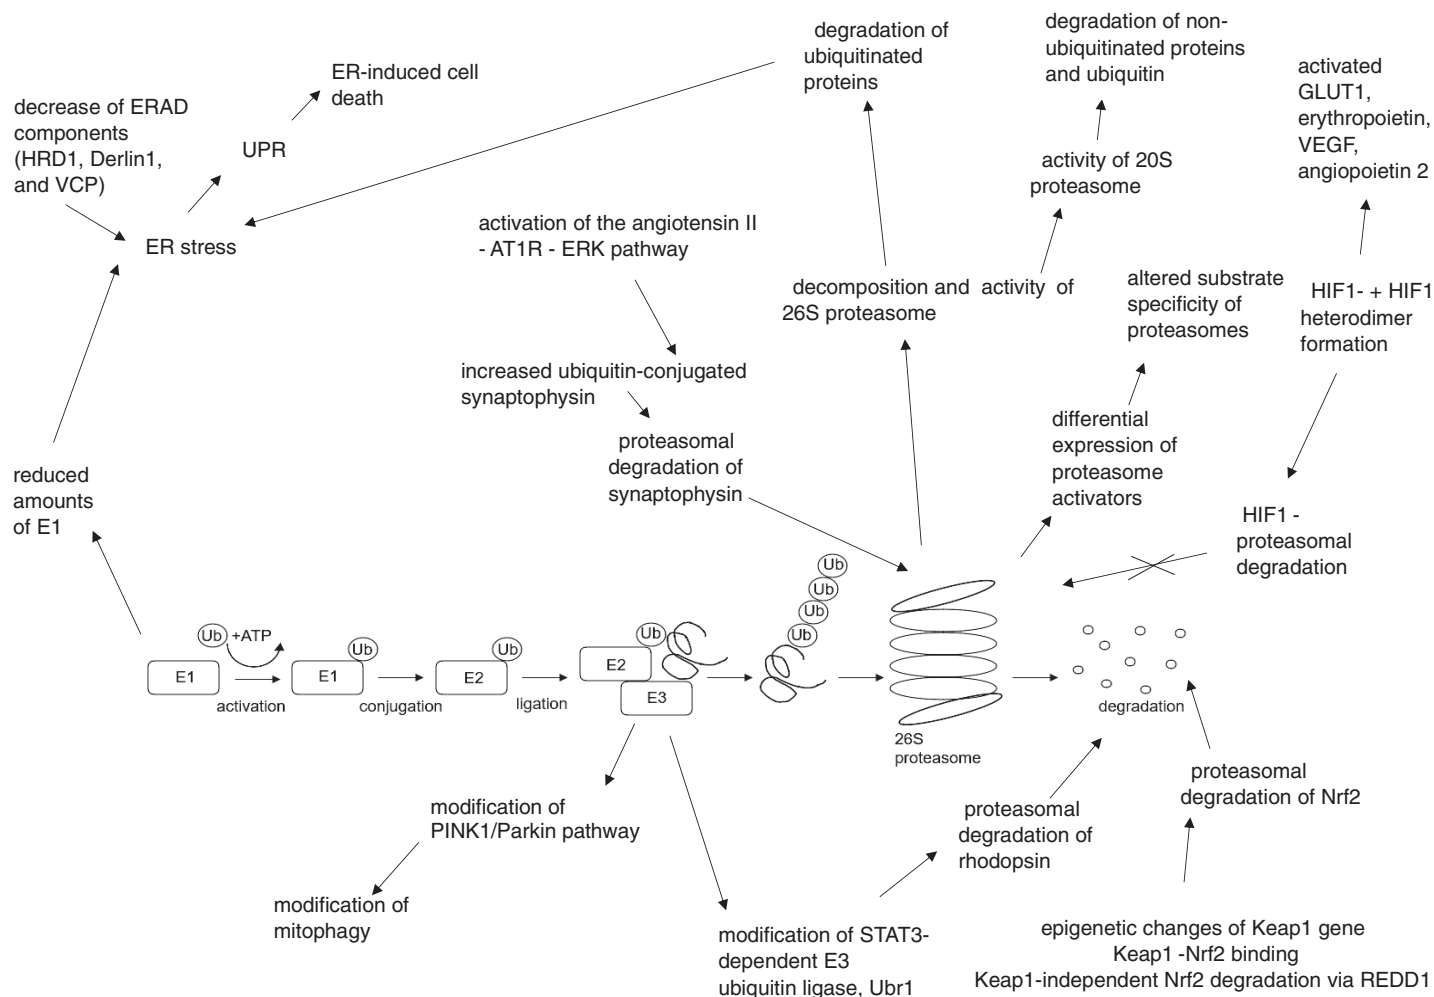 degradation of
ubiquitinated
proteins
degradation of non-
ubiquitinated proteins
and ubiquitin
activated
GLUT1,
erythropoietin,
VEGF,
angiopoietin 2
ER-induced cell
death
decrease of ERAD
components
(HRD1, Derlin1,
and VCP)
UPR
activity of 20S
proteasome
activation of the angiotensin II
- AT1R - ERK pathway
ER stress
decomposition and activity of
26S proteasome
altered substrate
specificity of
proteasomes
HIF1- + HIF1
heterodimer
formation
increased ubiquitin-conjugated
synaptophysin
proteasomal
degradation of
synaptophysin
differential
expression of
proteasome
activators
reduced
amounts
of E1
HIF1 -
proteasomal
degradation
Ub
Ub
Ub
Ub
Ub +ATP
Ub
Ub
Ub
E1
E1
E2
E2
E3
activation
conjugation
ligation
degradation
26S
proteasome
proteasomal
degradation of Nrf2
modification of
PINK1/Parkin pathway
proteasomal
degradation of
rhodopsin
modification of
mitophagy
modification of STAT3-
dependent E3
ubiquitin ligase, Ubr1
epigenetic changes of Keap1 gene
Keap1 -Nrf2 binding
Keap1-independent Nrf2 degradation via REDD1